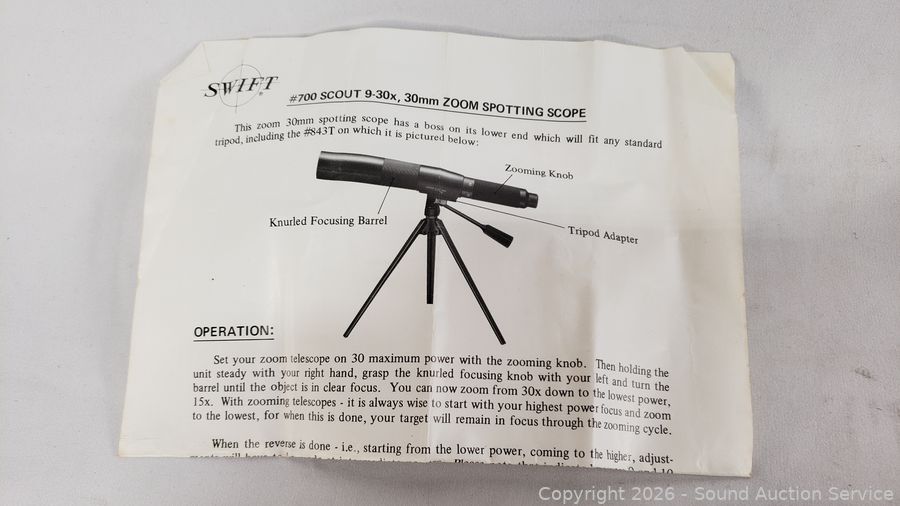 SWIFT®
#700 SCOUT 9-30x, 30mm ZOOM SPOTTING SCOPE
This zoom 30mm spotting scope has a boss on its lower end which will fit any standard
tripod, including the #843T on which it is pictured below:
Zooming Knob
Knurled Focusing Barrel
Tripod Adapter
OPERATION:
Set your zoom telescope on 30 maximum power with the zooming knob. Then holding the
unit steady with your right hand, grasp the knurled focusing knob with your left and turn the
barrel until the object is in clear focus. You can now zoom from 30x down to the lowest power,
15x. With zooming telescopes - it is always wise to start with your highest power focus and zoom
to the lowest, for when this is done, your target will remain in focus through the zooming cycle.
When the reverse is done - i.e., starting from the lower power, coming to the higher, adjust-
Copyright 2026 - Sound Auction Service